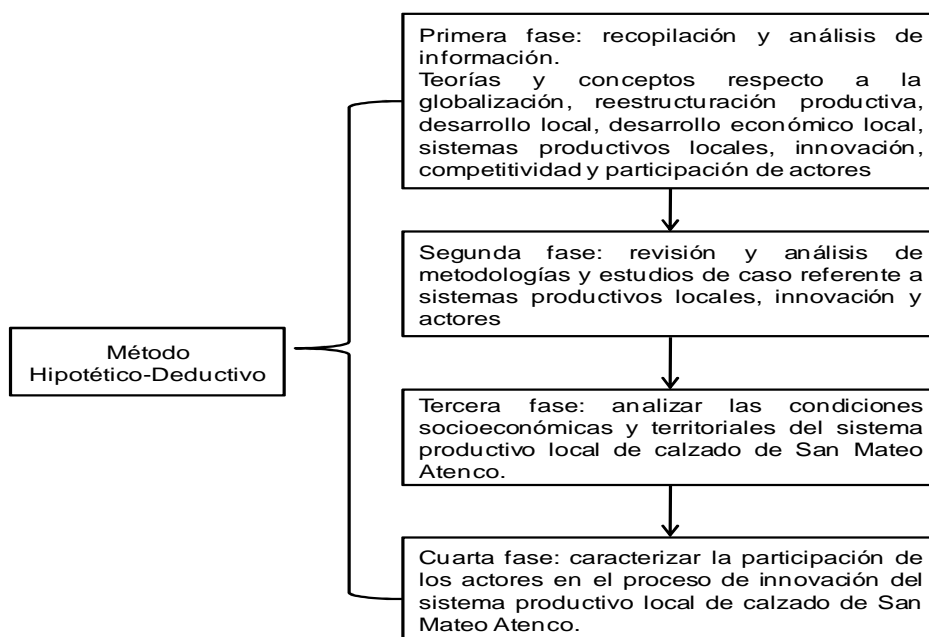 Primera fase: recopilación y análisis de
información.
Teorías y conceptos respecto a la
globalización, reestructuración productiva,
desarrollo local, desarrollo económico local,
sistemas productivos locales, innovación,
competitividad y participación de actores
Segunda fase: revisión y análisis de
metodologías y estudios de caso referente a
sistemas productivos locales, innovación y
actores
Método
Hipotético-Deductivo
Tercera fase: analizar las condiciones
socioeconómicas y territoriales del sistema
productivo local de calzado de San Mateo
Atenco.
Cuarta fase: caracterizar la participación de
los actores en el proceso de innovación del
sistema productivo local de calzado de San
Mateo Atenco.